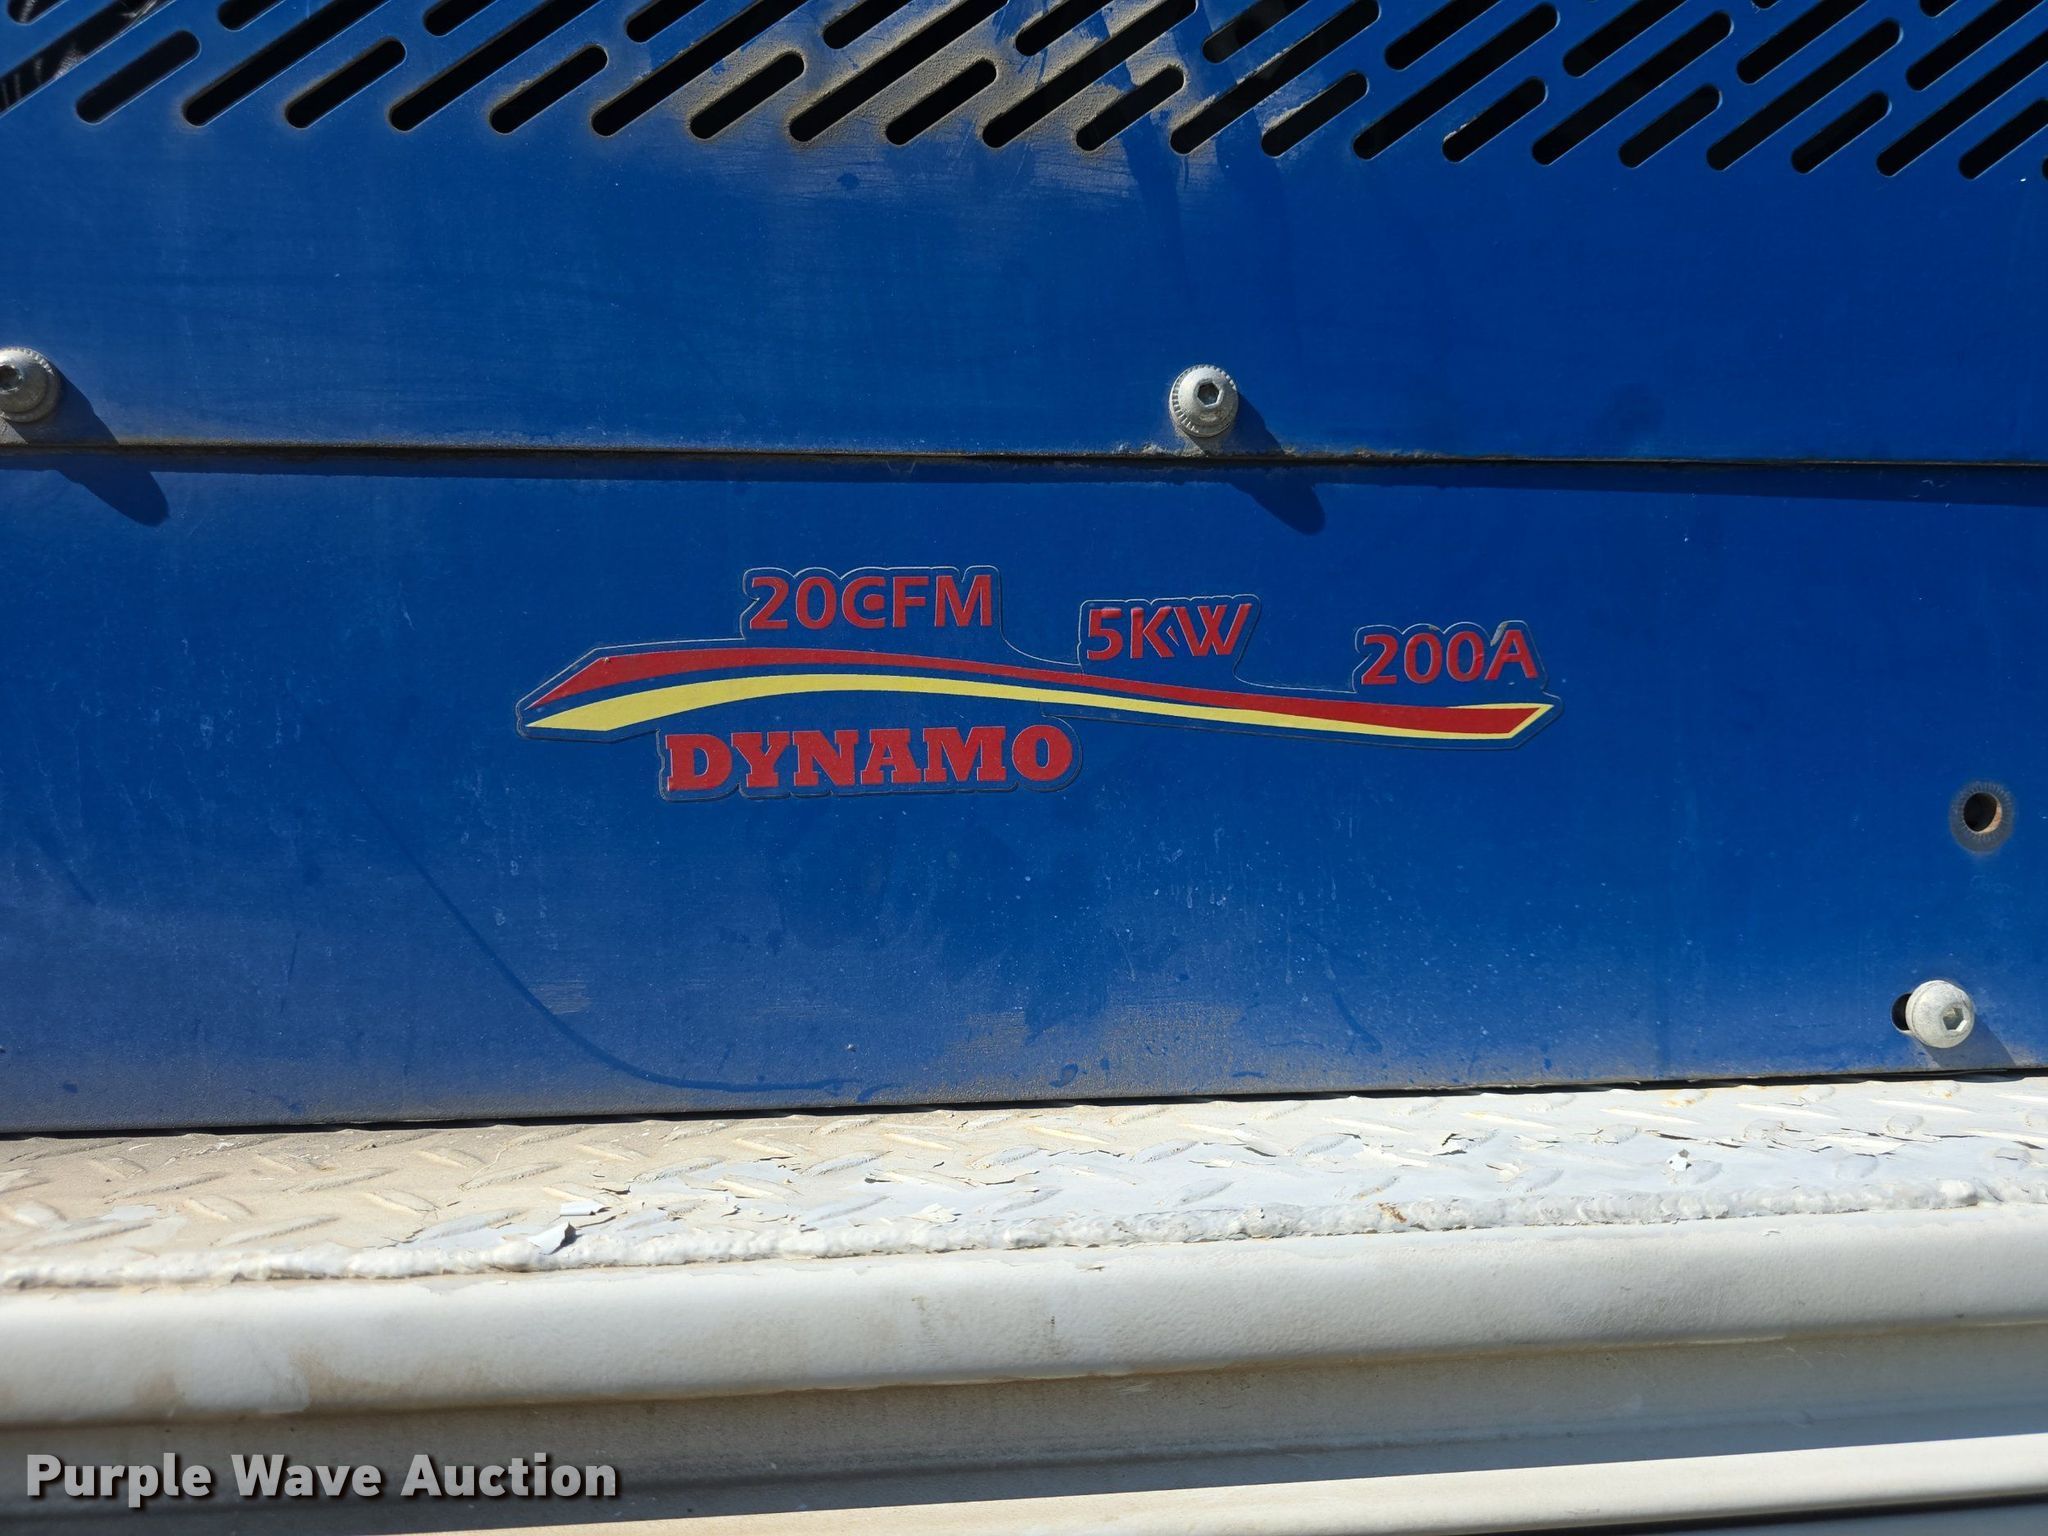 20CFM 5KW 200A
DYNAMO
Purple Wave Auction